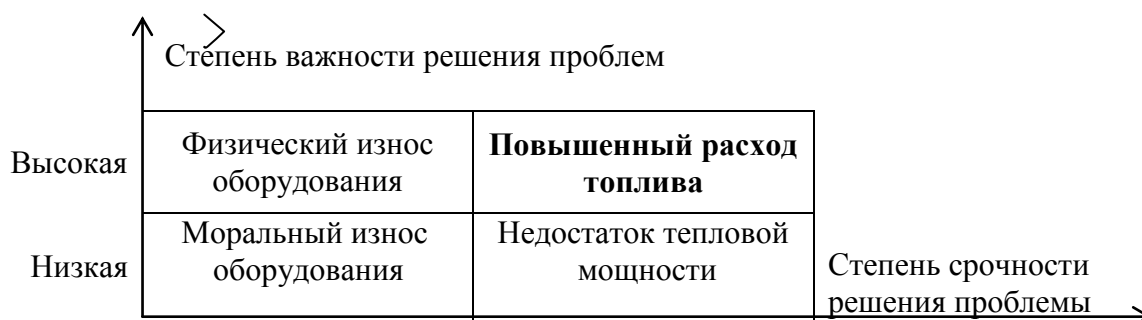 Степень важности решения проблем
Высокая
Физический износ
оборудования
Повышенный расход
топлива
Низкая
Моральный износ
оборудования
Недостаток тепловой
мощности
Степень срочности
решения проблемы